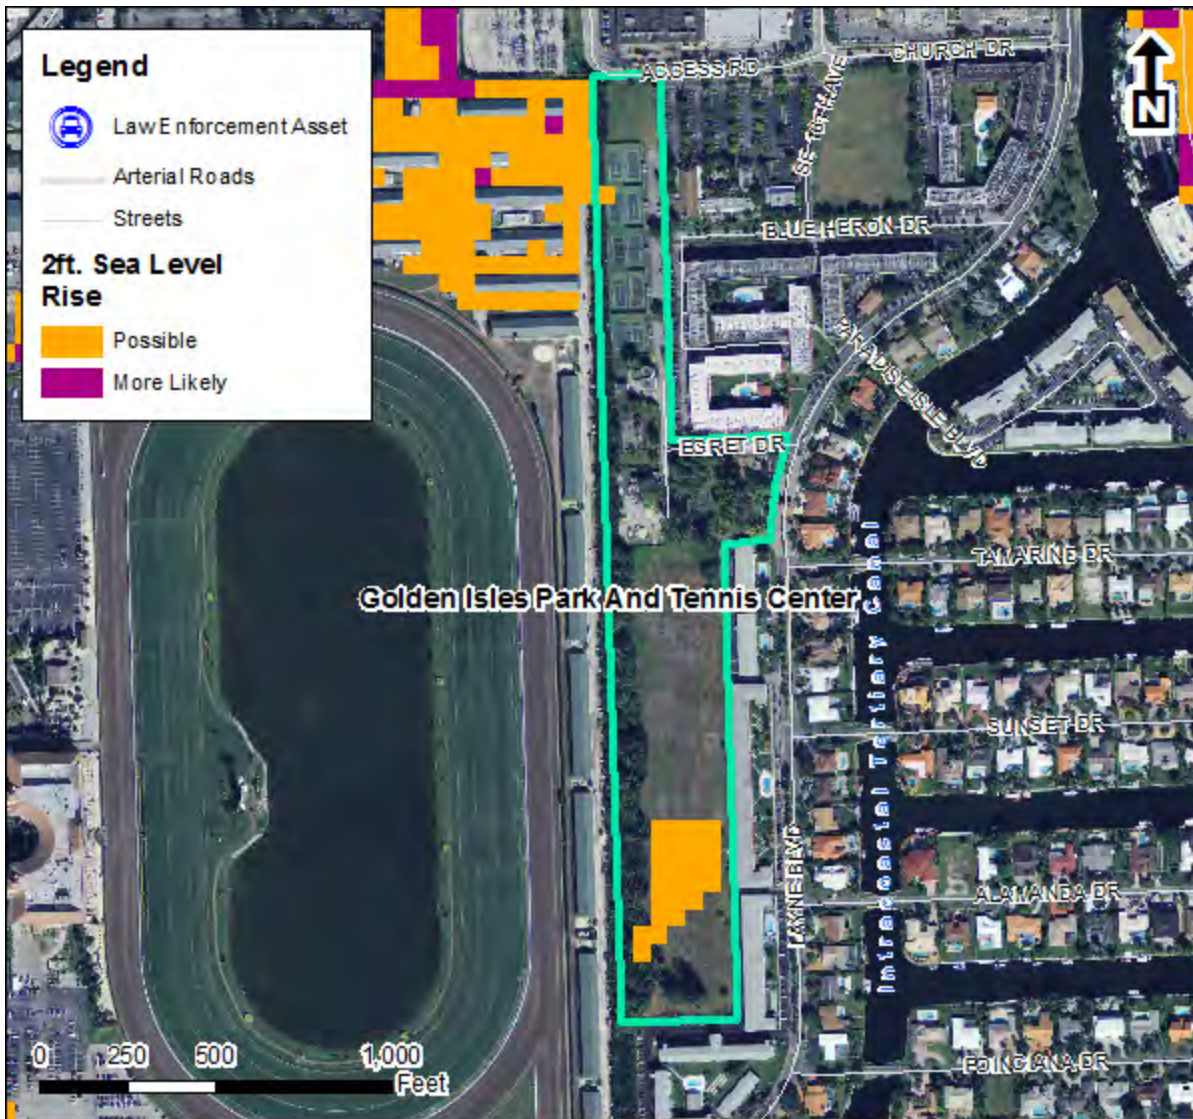 Legend
Law Enforcement Asset
Arterial Roads
Streets
2ft. Sea Level
Rise
Possible
More Likely
N
ACCESS RD
CHURCH DR
SE 10TH AVE
BLUE HERON DR
PARADISE ISLE BLVD
EGRET DR
TAMARIND DR
Golden Isles Park And Tennis Center
Intracoastal Tertiary Canal
SUNSET DR
LAYNE BLVD
ALAMANDA DR
POINCIANA DR
0 250 500 1,000
Feet